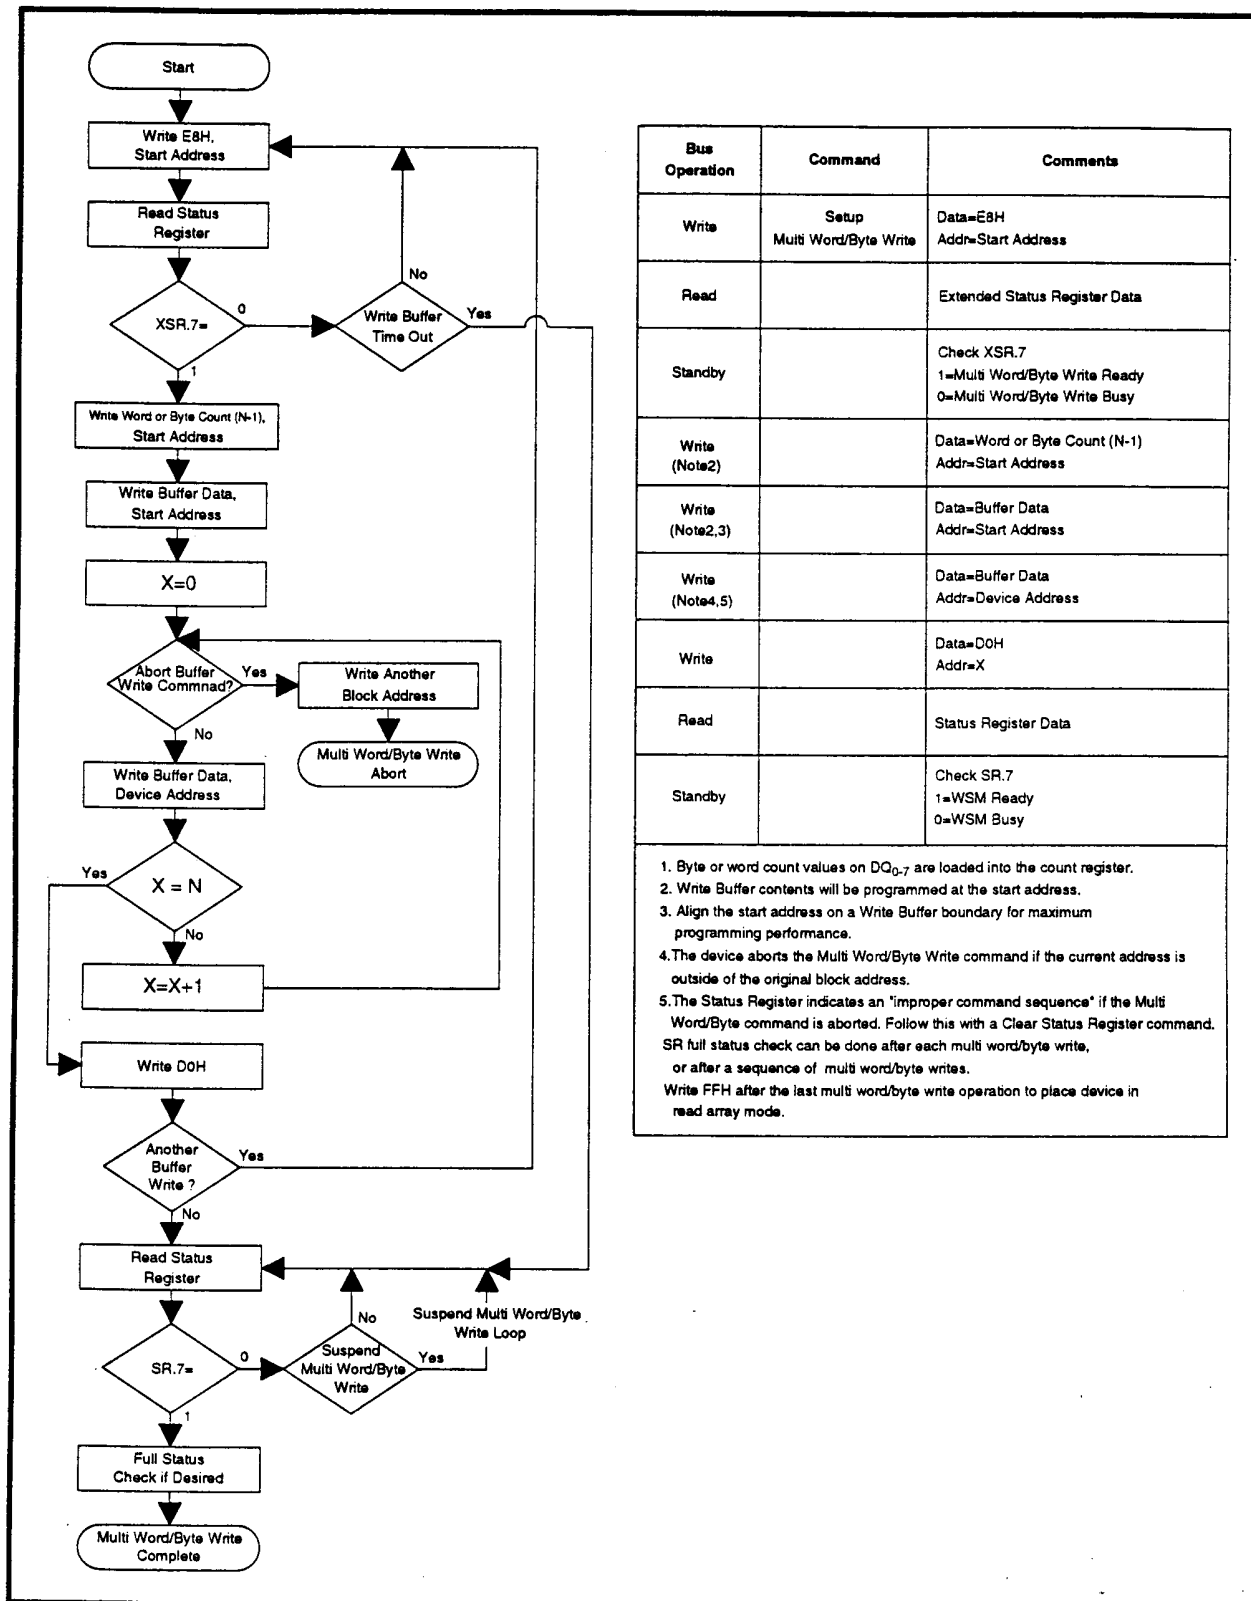 Start
Write E8H,
Start Address
Read Status
Register
XSR.7=
0
1
No
Write Buffer
Time Out
Yes
Write Word or Byte Count (N-1),
Start Address
Write Buffer Data,
Start Address
X=0
Abort Buffer
Write Commnad?
Yes
No
Write Another
Block Address
Multi Word/Byte Write
Abort
Write Buffer Data,
Device Address
Yes
X = N
No
X=X+1
Write D0H
Another
Buffer
Write ?
Yes
No
Read Status
Register
SR.7=
0
1
No
Suspend
Multi Word/Byte
Write
Yes
Suspend Multi Word/Byte
Write Loop
Full Status
Check if Desired
Multi Word/Byte Write
Complete
Bus
Operation
Command
Comments
Write
Setup
Multi Word/Byte Write
Data=E8H
Addr=Start Address
Read
Extended Status Register Data
Standby
Check XSR.7
1=Multi Word/Byte Write Ready
0=Multi Word/Byte Write Busy
Write
(Note2)
Data=Word or Byte Count (N-1)
Addr=Start Address
Write
(Note2,3)
Data=Buffer Data
Addr=Start Address
Write
(Note4,5)
Data=Buffer Data
Addr=Device Address
Write
Data=D0H
Addr=X
Read
Status Register Data
Standby
Check SR.7
1=WSM Ready
0=WSM Busy
1. Byte or word count values on DQ0-7 are loaded into the count register.
2. Write Buffer contents will be programmed at the start address.
3. Align the start address on a Write Buffer boundary for maximum
programming performance.
4.The device aborts the Multi Word/Byte Write command if the current address is
outside of the original block address.
5.The Status Register indicates an "improper command sequence" if the Multi
Word/Byte command is aborted. Follow this with a Clear Status Register command.
SR full status check can be done after each multi word/byte write,
or after a sequence of multi word/byte writes.
Write FFH after the last multi word/byte write operation to place device in
read array mode.